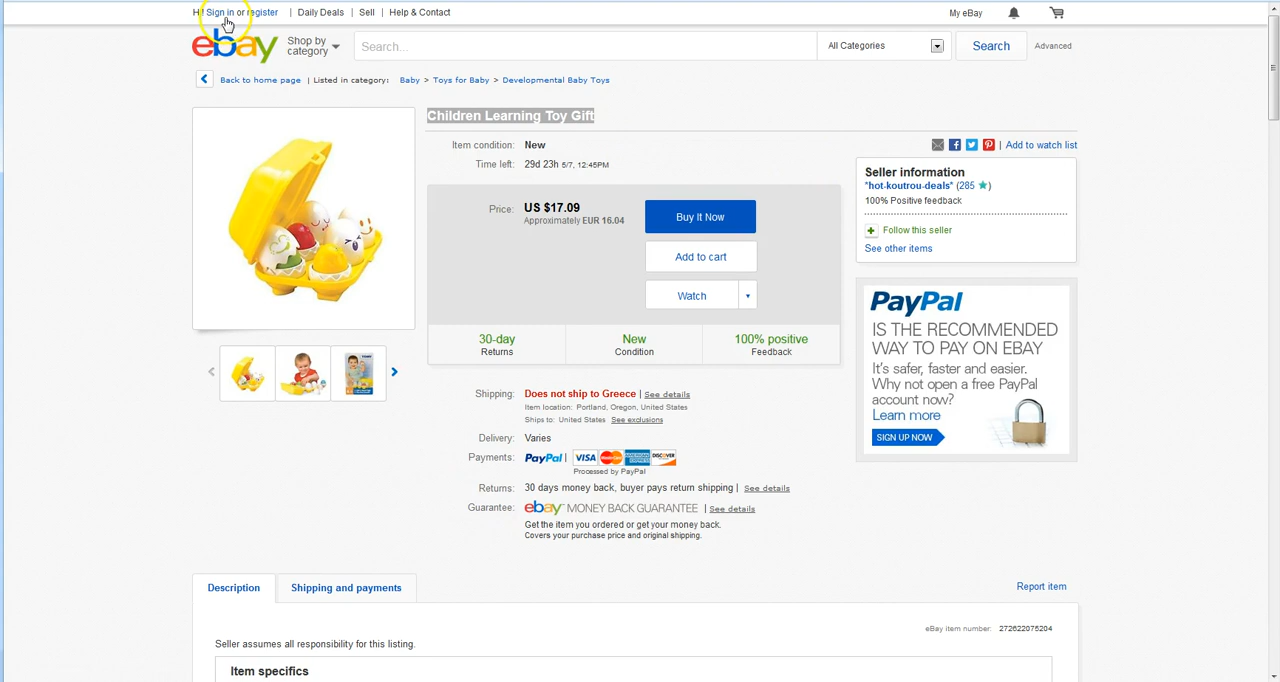 Hi! Sign in or register | Daily Deals | Sell | Help & Contact
My eBay
ebay
Shop by category
Search...
All Categories
Search
Advanced
Back to home page | Listed in category: Baby > Toys for Baby > Developmental Baby Toys
Children Learning Toy Gift
Item condition: New
Time left: 29d 23h 5/7, 12:45PM
Price: US $17.09
Approximately EUR 16.04
Buy It Now
Add to cart
Watch
30-day
Returns
New
Condition
100% positive
Feedback
Shipping: Does not ship to Greece | See details
Item location: Portland, Oregon, United States
Ships to: United States See exclusions
Delivery: Varies
Payments: PayPal | VISA MasterCard AMERICAN EXPRESS DISCOVER
Processed by PayPal
Returns: 30 days money back, buyer pays return shipping | See details
Guarantee: ebay MONEY BACK GUARANTEE | See details
Get the item you ordered or get your money back.
Covers your purchase price and original shipping.
| Add to watch list
Seller information
*hot-koutrou-deals* (285 )
100% Positive feedback
Follow this seller
See other items
PayPal
IS THE RECOMMENDED
WAY TO PAY ON EBAY
It's safer, faster and easier.
Why not open a free PayPal
account now?
Learn more
SIGN UP NOW
TOMY
Description
Shipping and payments
Report item
eBay item number: 272622075204
Seller assumes all responsibility for this listing.
Item specifics